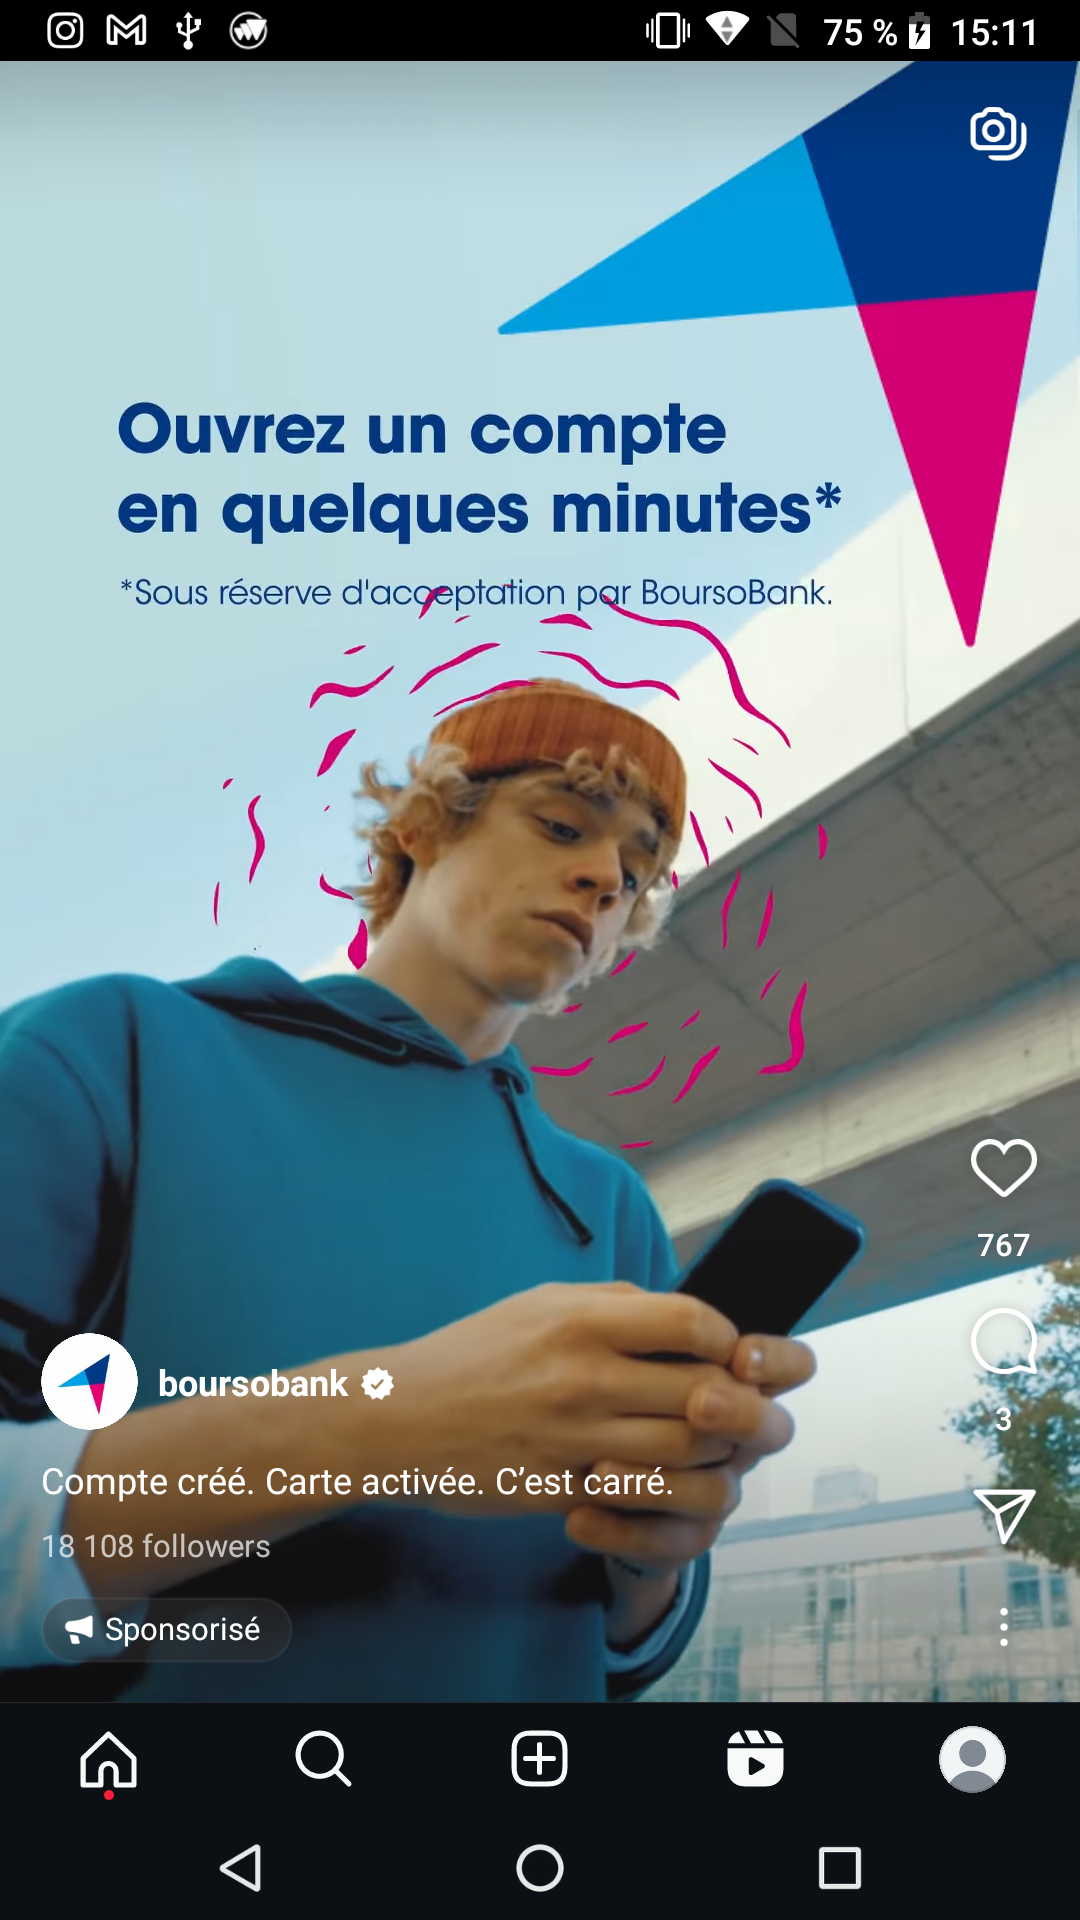 75 % 15:11
Ouvrez un compte
en quelques minutes*
*Sous réserve d'acceptation par BoursoBank.
767
3
boursobank
Compte créé. Carte activée. C’est carré.
18 108 followers
Sponsorisé